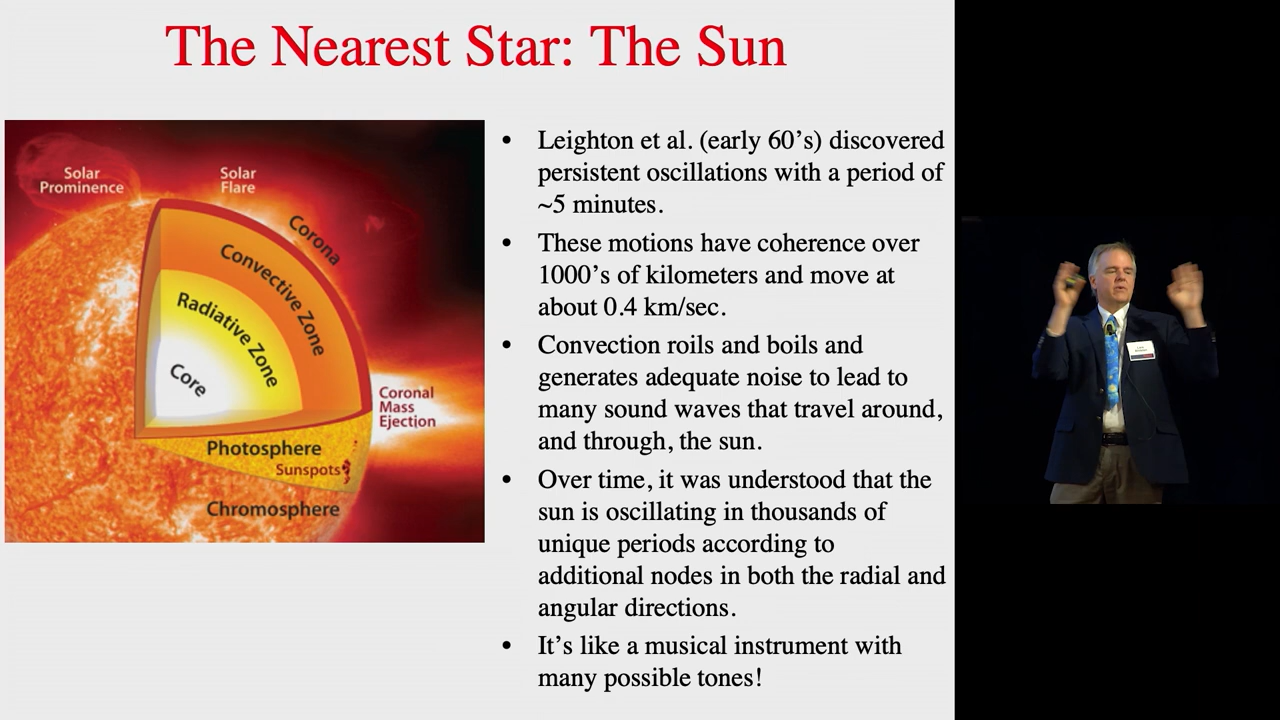 The Nearest Star: The Sun
Solar
Prominence
Solar
Flare
Corona
Convective Zone
Radiative Zone
Core
Coronal
Mass
Ejection
Photosphere
Sunspots
Chromosphere
• Leighton et al. (early 60’s) discovered
persistent oscillations with a period of
~5 minutes.
• These motions have coherence over
1000’s of kilometers and move at
about 0.4 km/sec.
• Convection roils and boils and
generates adequate noise to lead to
many sound waves that travel around,
and through, the sun.
• Over time, it was understood that the
sun is oscillating in thousands of
unique periods according to
additional nodes in both the radial and
angular directions.
• It’s like a musical instrument with
many possible tones!